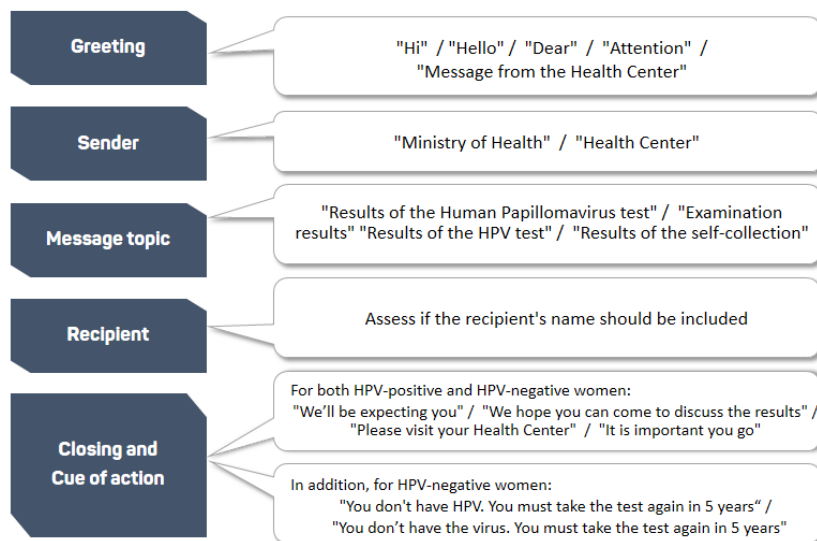 Greeting
"Hi" / "Hello" / "Dear" / "Attention" /
"Message from the Health Center"
Sender
"Ministry of Health" / "Health Center"
Message topic
"Results of the Human Papillomavirus test" / "Examination
results" "Results of the HPV test" / "Results of the self-collection"
Recipient
Assess if the recipient's name should be included
Closing and
Cue of action
For both HPV-positive and HPV-negative women:
"We’ll be expecting you" / "We hope you can come to discuss the results" /
"Please visit your Health Center" / "It is important you go"
In addition, for HPV-negative women:
"You don't have HPV. You must take the test again in 5 years“ /
"You don’t have the virus. You must take the test again in 5 years"